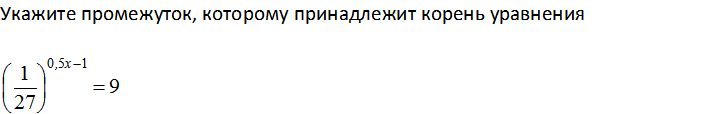 Укажите промежуток, которому принадлежит корень уравнения
(1/27)^{0,5x−1} = 9